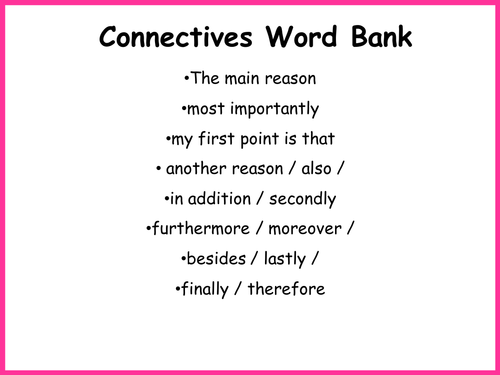 Connectives Word Bank
•The main reason
•most importantly
•my first point is that
• another reason / also /
•in addition / secondly
•furthermore / moreover /
•besides / lastly /
•finally / therefore